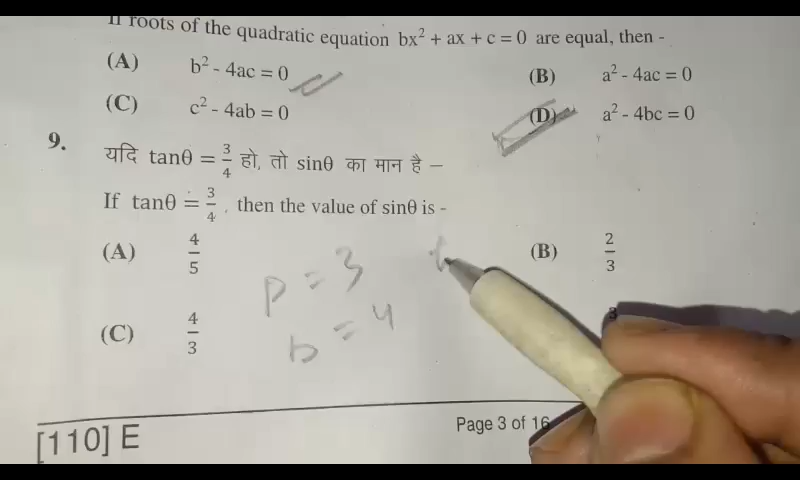 If roots of the quadratic equation bx² + ax + c = 0 are equal, then -
(A) b² - 4ac = 0 (B) a² - 4ac = 0
(C) c² - 4ab = 0 (D) a² - 4bc = 0
9. यदि tanθ = 3/4 हो, तो sinθ का मान है –
If tanθ = 3/4, then the value of sinθ is -
(A) 4/5 (B) 2/3
p = 3
(C) 4/3
b = 4
[110] E Page 3 of 16